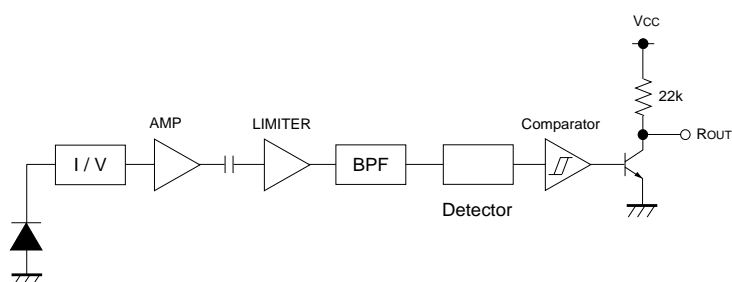 Vcc
22k
AMP
LIMITER
Comparator
ROUT
I / V
BPF
Detector